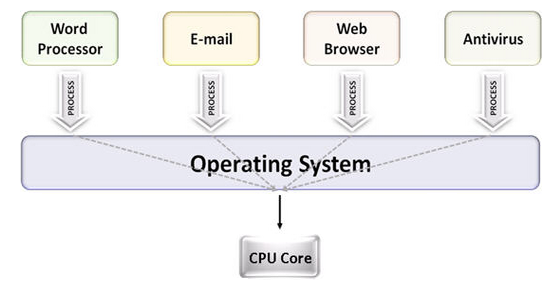 Word
Processor
E-mail
Web
Browser
Antivirus
PROCESS
PROCESS
PROCESS
PROCESS
Operating System
CPU Core